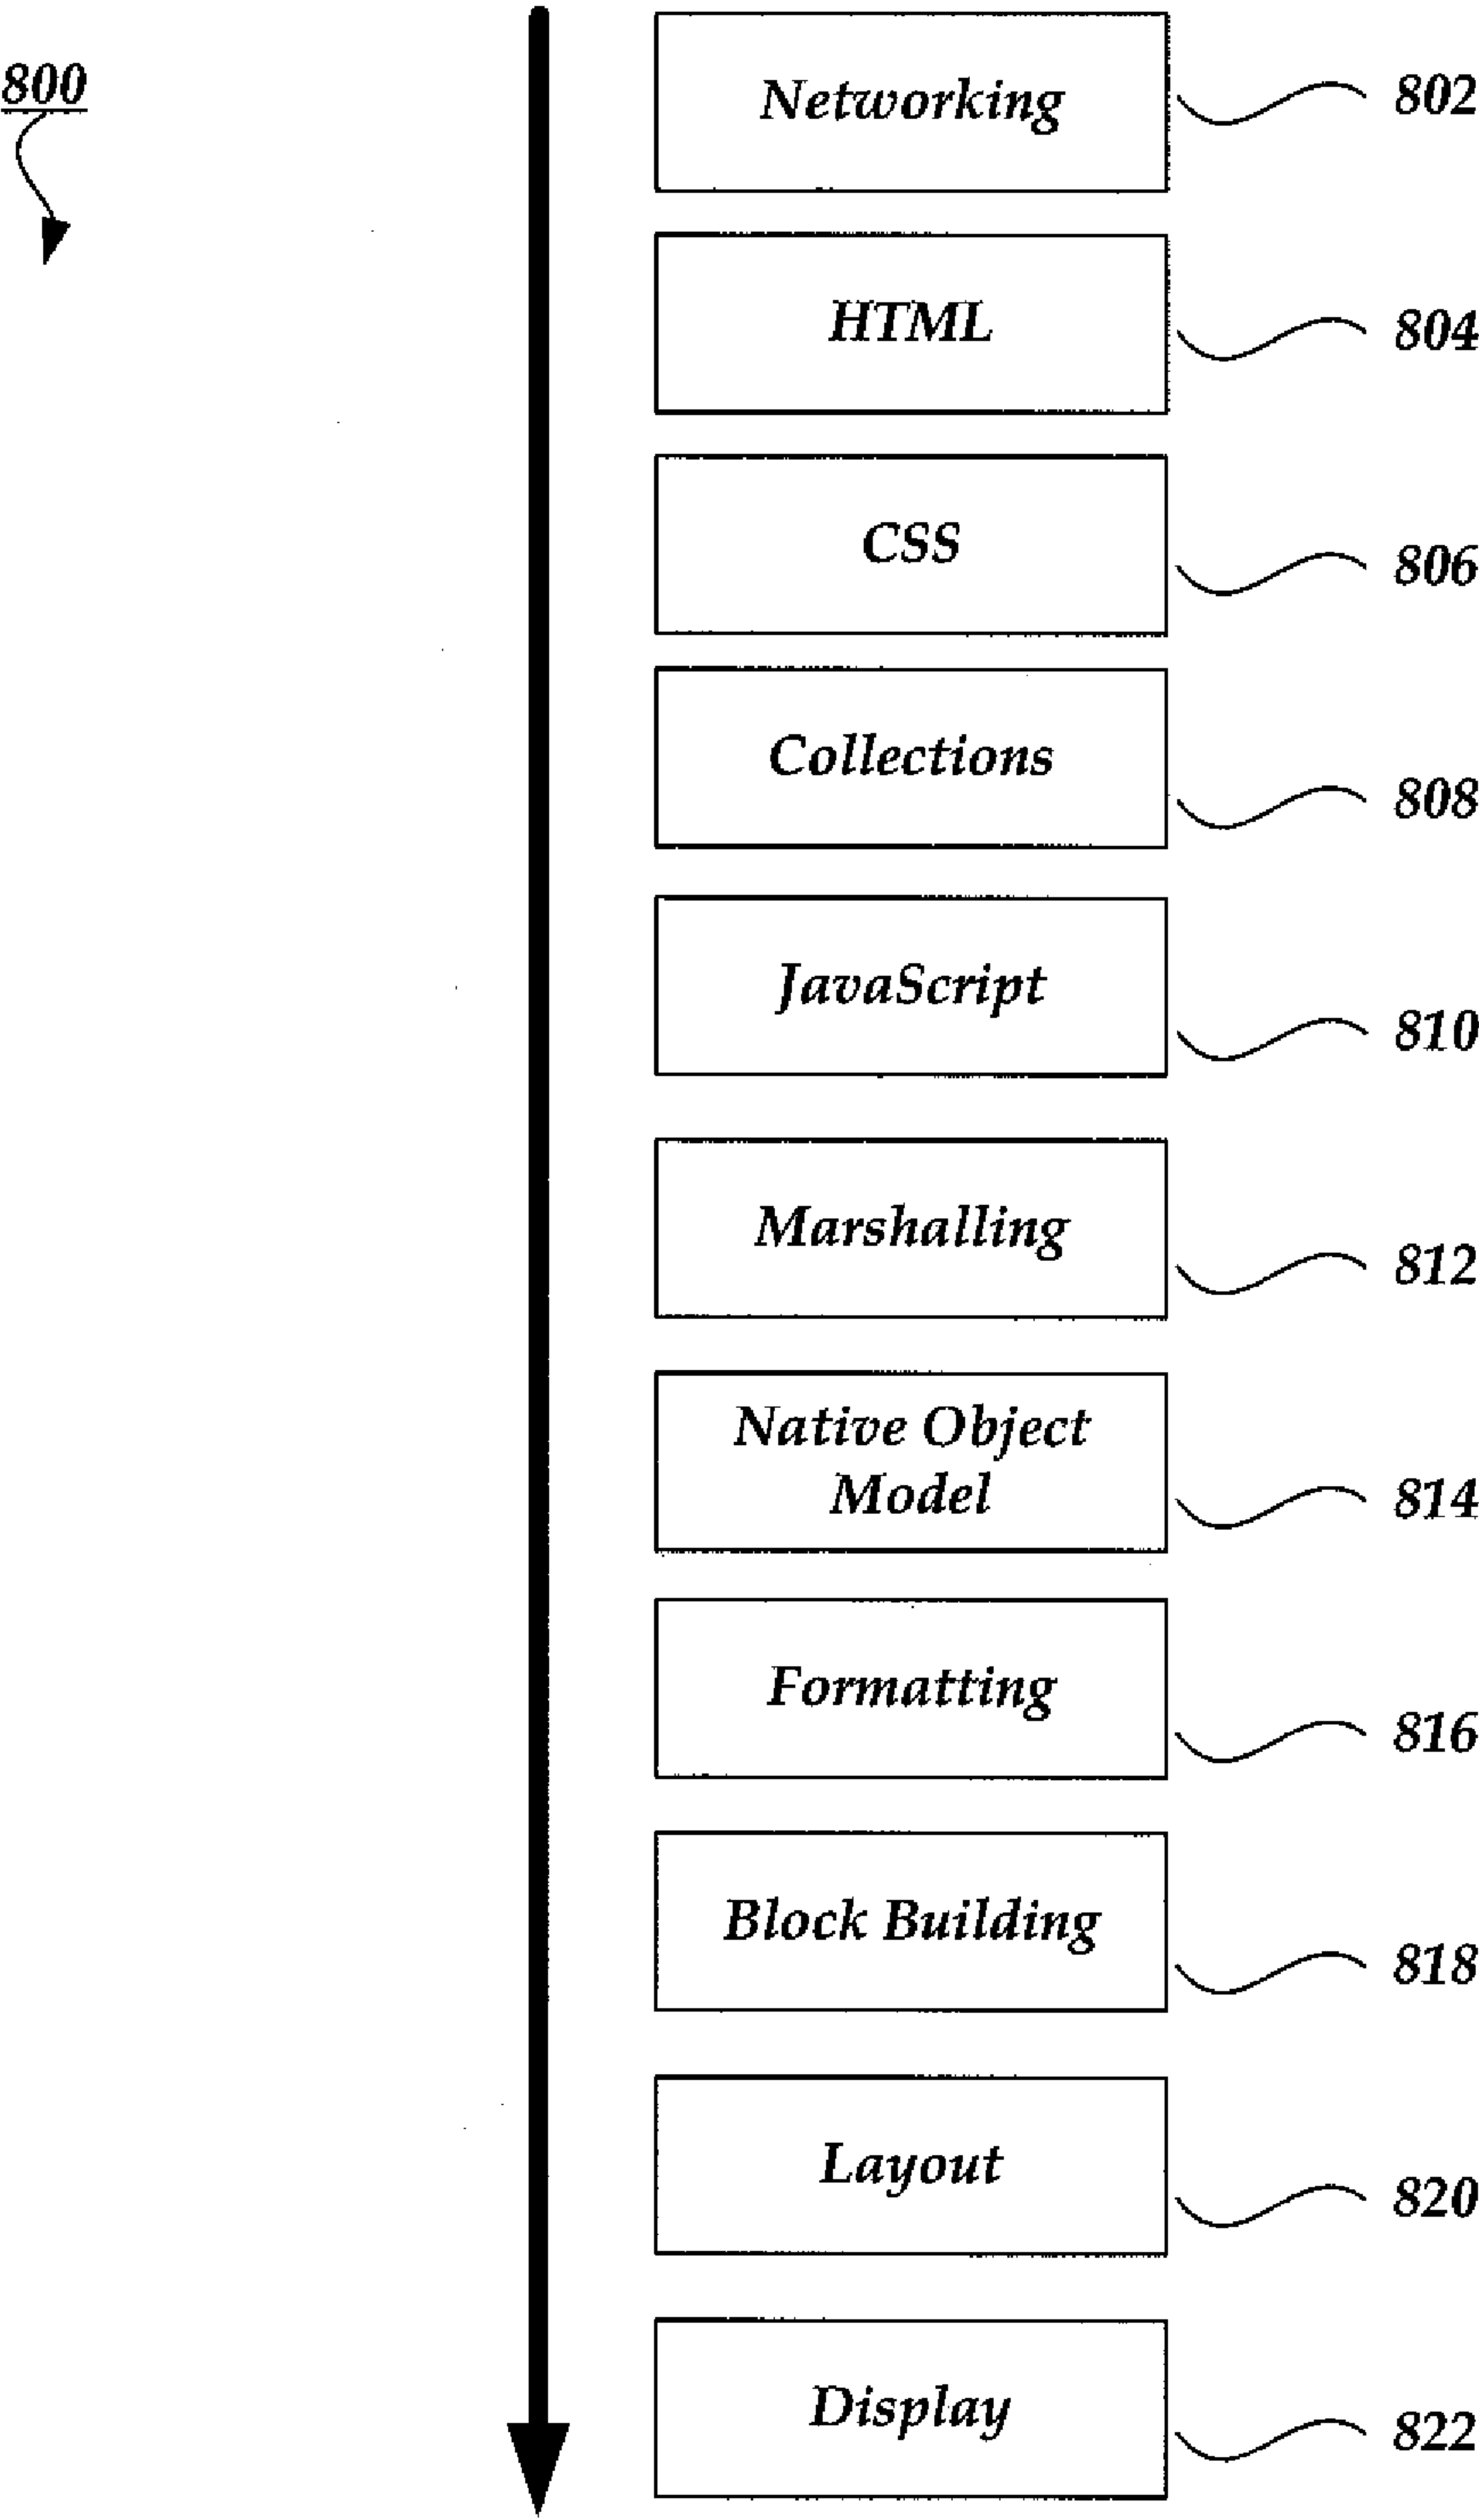 800
Networking 802
HTML 804
CSS 806
Collections 808
JavaScript 810
Marshalling 812
Native Object
Model 814
Formatting 816
Block Building 818
Layout 820
Display 822